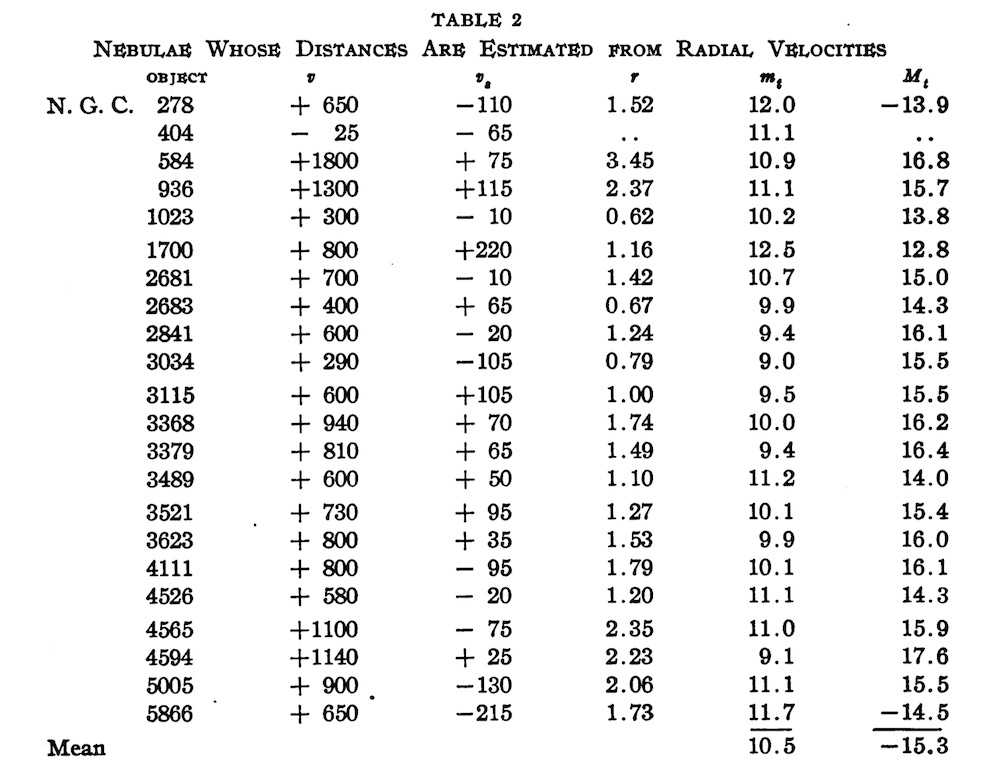 TABLE 2
NEBULAE WHOSE DISTANCES ARE ESTIMATED FROM RADIAL VELOCITIES
OBJECT v vs r mt Mt
N. G. C. 278 + 650 −110 1.52 12.0 −13.9
404 − 25 − 65 .. 11.1 ..
584 +1800 + 75 3.45 10.9 16.8
936 +1300 +115 2.37 11.1 15.7
1023 + 300 − 10 0.62 10.2 13.8
1700 + 800 +220 1.16 12.5 12.8
2681 + 700 − 10 1.42 10.7 15.0
2683 + 400 + 65 0.67 9.9 14.3
2841 + 600 − 20 1.24 9.4 16.1
3034 + 290 −105 0.79 9.0 15.5
3115 + 600 +105 1.00 9.5 15.5
3368 + 940 + 70 1.74 10.0 16.2
3379 + 810 + 65 1.49 9.4 16.4
3489 + 600 + 50 1.10 11.2 14.0
3521 + 730 + 95 1.27 10.1 15.4
3623 + 800 + 35 1.53 9.9 16.0
4111 + 800 − 95 1.79 10.1 16.1
4526 + 580 − 20 1.20 11.1 14.3
4565 +1100 − 75 2.35 11.0 15.9
4594 +1140 + 25 2.23 9.1 17.6
5005 + 900 −130 2.06 11.1 15.5
5866 + 650 −215 1.73 11.7 −14.5
Mean 10.5 −15.3